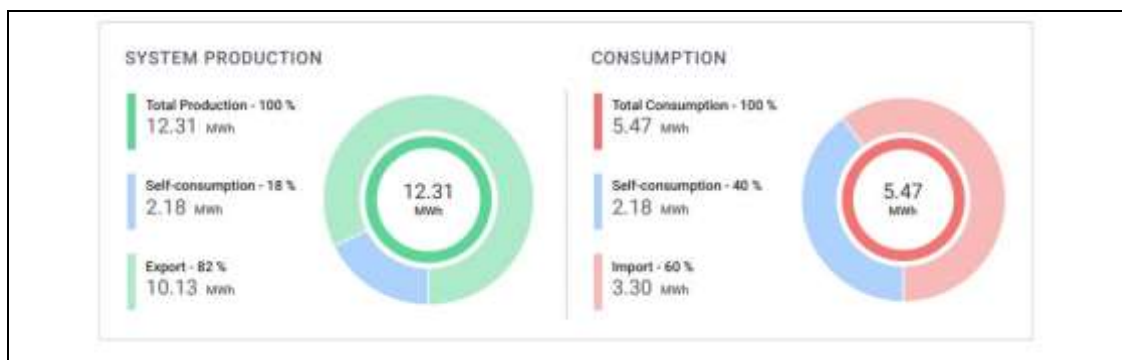 SYSTEM PRODUCTION
Total Production - 100 %
12.31 MWh
Self-consumption - 18 %
2.18 MWh
Export - 82 %
10.13 MWh
12.31
MWh
CONSUMPTION
Total Consumption - 100 %
5.47 MWh
Self-consumption - 40 %
2.18 MWh
Import - 60 %
3.30 MWh
5.47
MWh